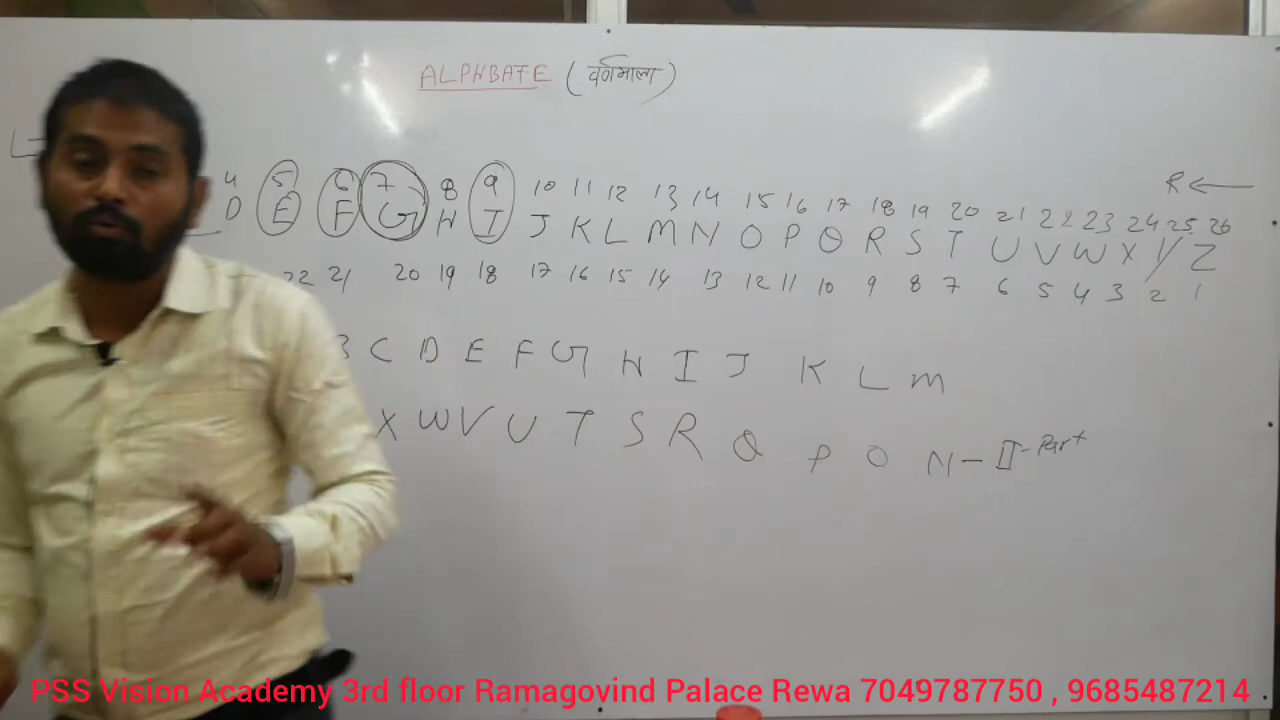 ALPHBATE (वर्णमाला)
R ←
4 5 6 7 8 9 10 11 12 13 14 15 16 17 18 19 20 21 22 23 24 25 26
D E F G H I J K L M N O P Q R S T U V W X Y Z
22 21 20 19 18 17 16 15 14 13 12 11 10 9 8 7 6 5 4 3 2 1
B C D E F G H I J K L M
X W V U T S R Q P O N - II - Part
PSS Vision Academy 3rd floor Ramagovind Palace Rewa 7049787750 , 9685487214